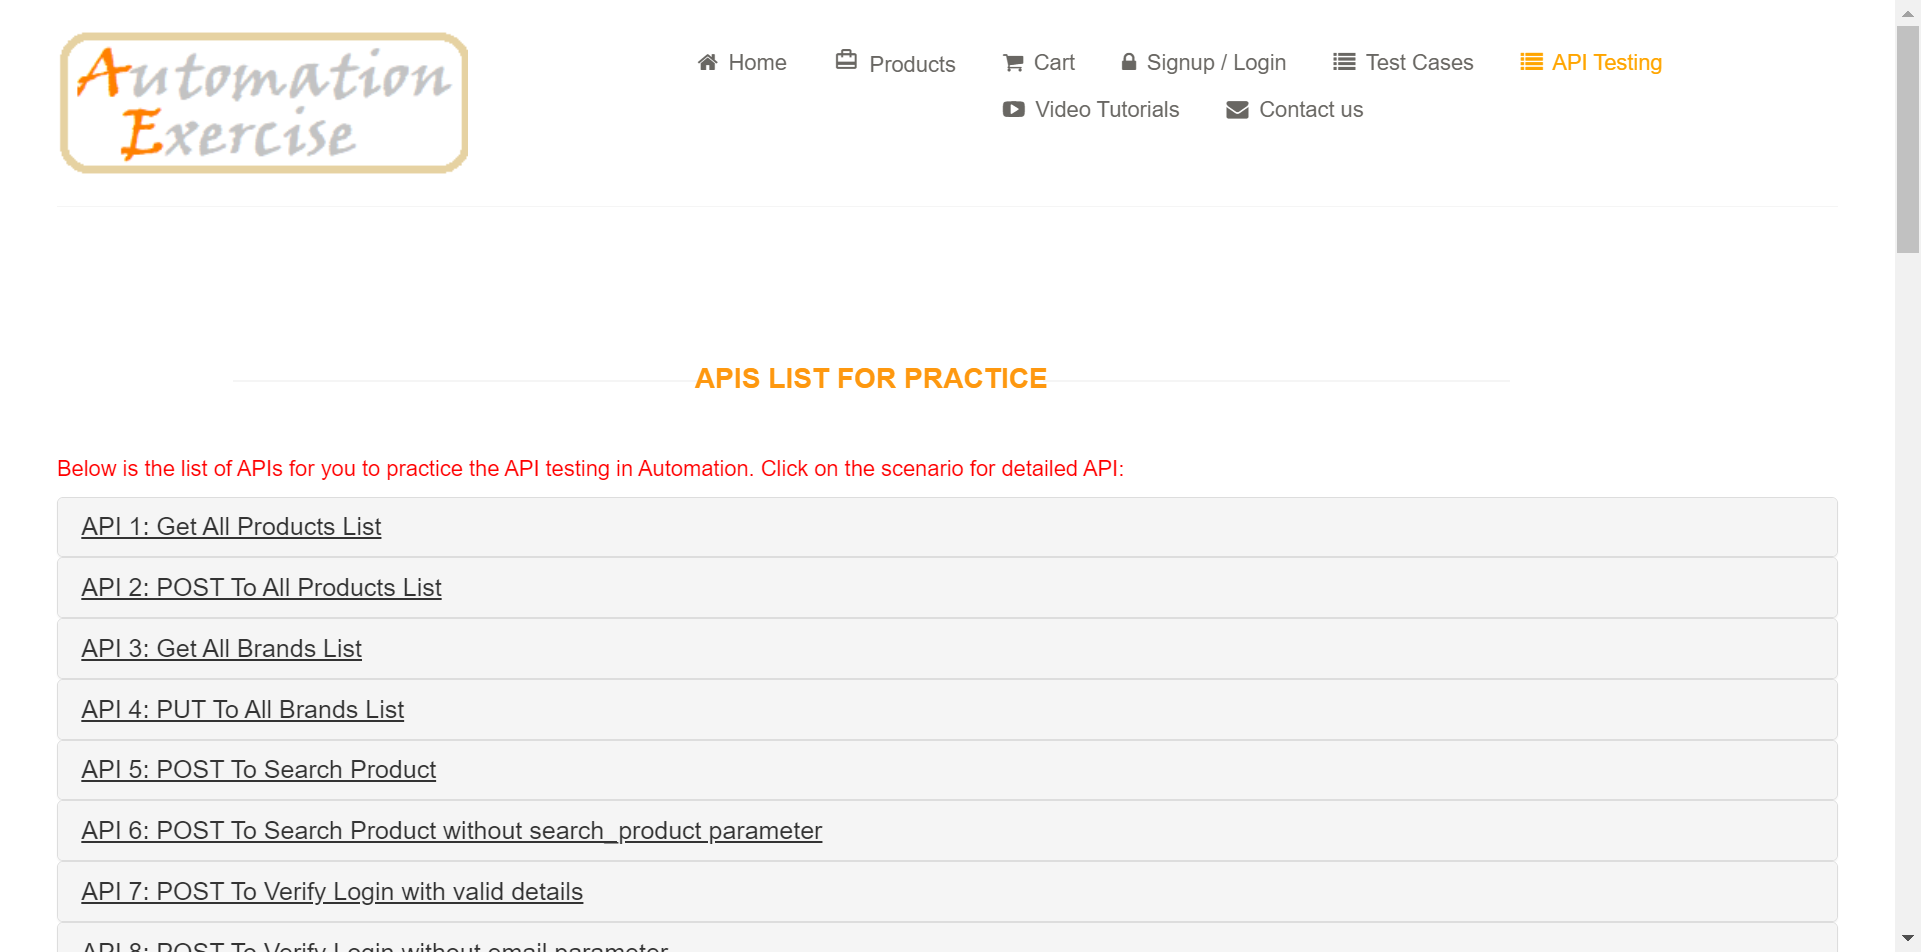 Automation
Exercise
Home
Products
Cart
Signup / Login
Test Cases
API Testing
Video Tutorials
Contact us
APIS LIST FOR PRACTICE
Below is the list of APIs for you to practice the API testing in Automation. Click on the scenario for detailed API:
API 1: Get All Products List
API 2: POST To All Products List
API 3: Get All Brands List
API 4: PUT To All Brands List
API 5: POST To Search Product
API 6: POST To Search Product without search_product parameter
API 7: POST To Verify Login with valid details
API 8: POST To Verify Login without email parameter